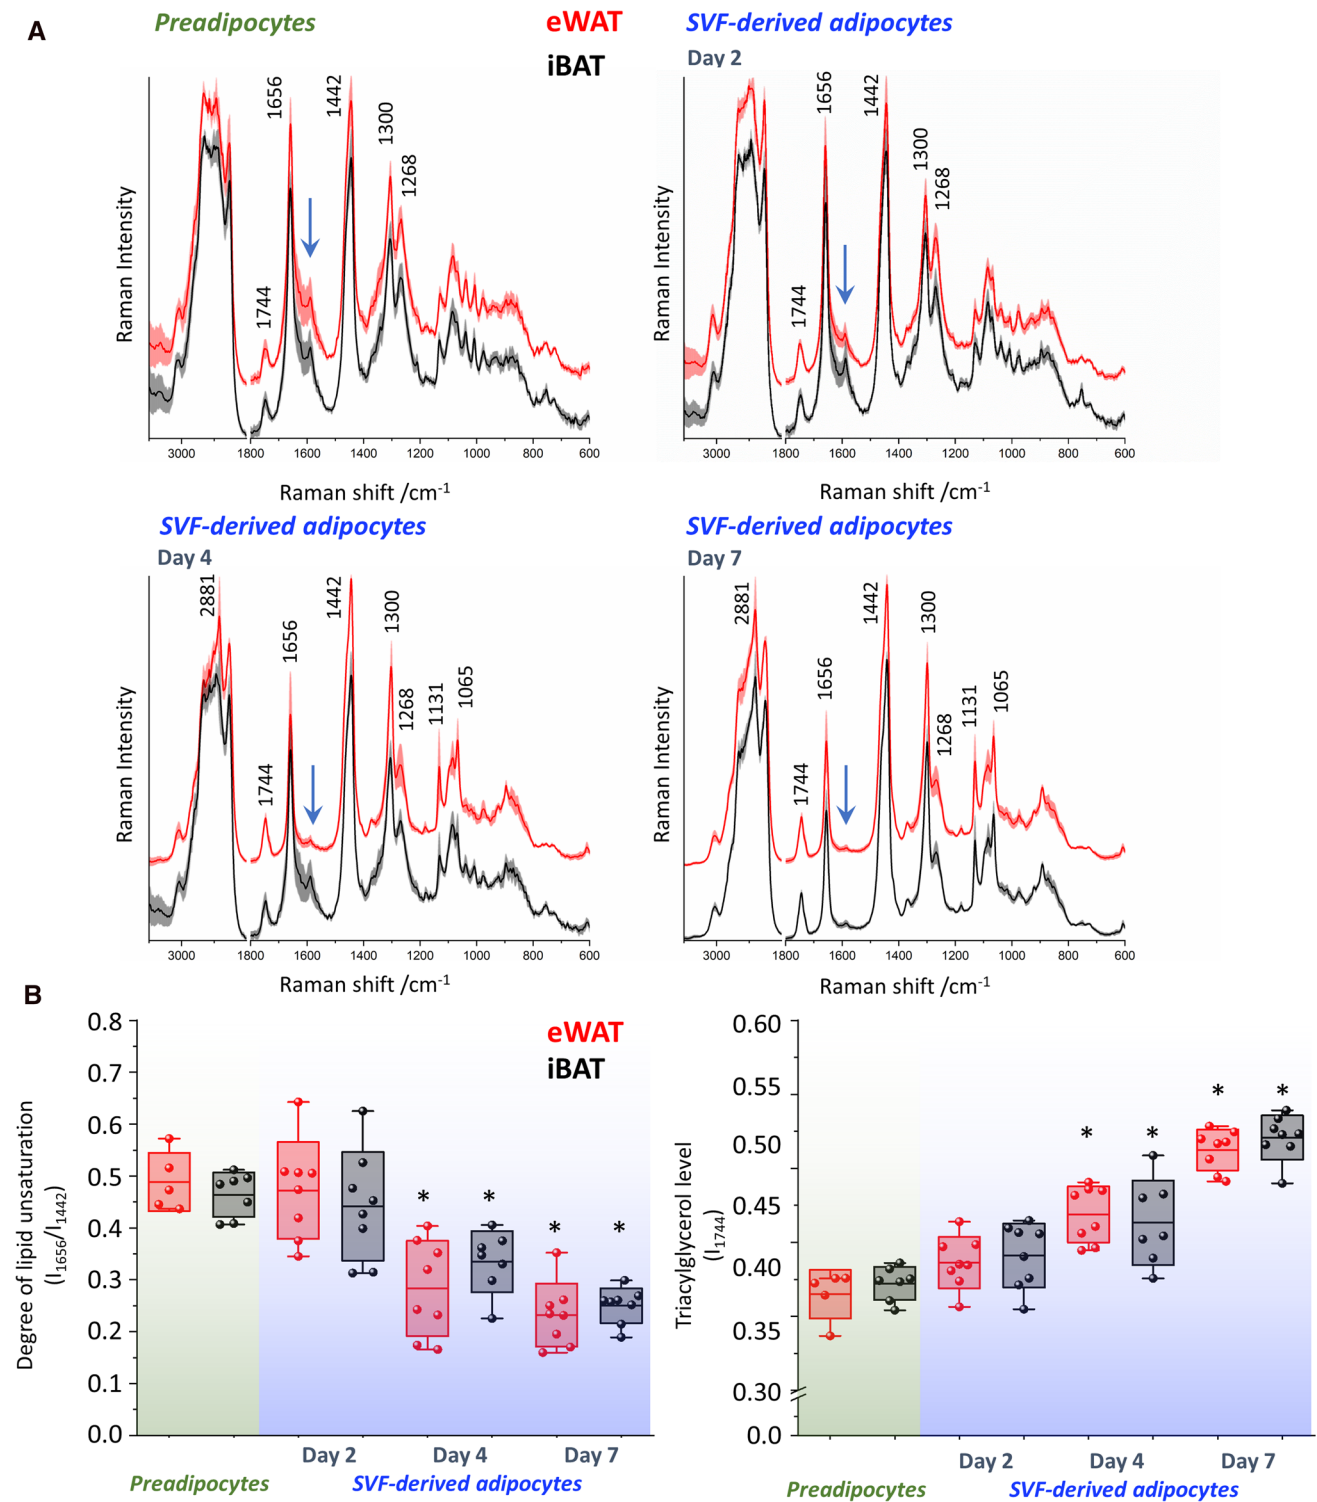 A
Preadipocytes
eWAT
iBAT
SVF-derived adipocytes
Day 2
Raman Intensity
1744
1656
1442
1300
1268
3000 1800 1600 1400 1200 1000 800 600
Raman shift /cm-1
Raman Intensity
1744
1656
1442
1300
1268
3000 1800 1600 1400 1200 1000 800 600
Raman shift /cm-1
SVF-derived adipocytes
Day 4
Raman Intensity
2881
1744
1656
1442
1300
1268
1131
1065
3000 1800 1600 1400 1200 1000 800 600
Raman shift /cm-1
SVF-derived adipocytes
Day 7
Raman Intensity
2881
1744
1656
1442
1300
1268
1131
1065
3000 1800 1600 1400 1200 1000 800 600
Raman shift /cm-1
B
eWAT
iBAT
Degree of lipid unsaturation
(I1656/I1442)
0.8
0.7
0.6
0.5
0.4
0.3
0.2
0.1
0.0
* * * *
Day 2 Day 4 Day 7
Preadipocytes SVF-derived adipocytes
Triacylglycerol level
(I1744)
0.60
0.55
0.50
0.45
0.40
0.35
0.30
0.0
* * * *
Day 2 Day 4 Day 7
Preadipocytes SVF-derived adipocytes